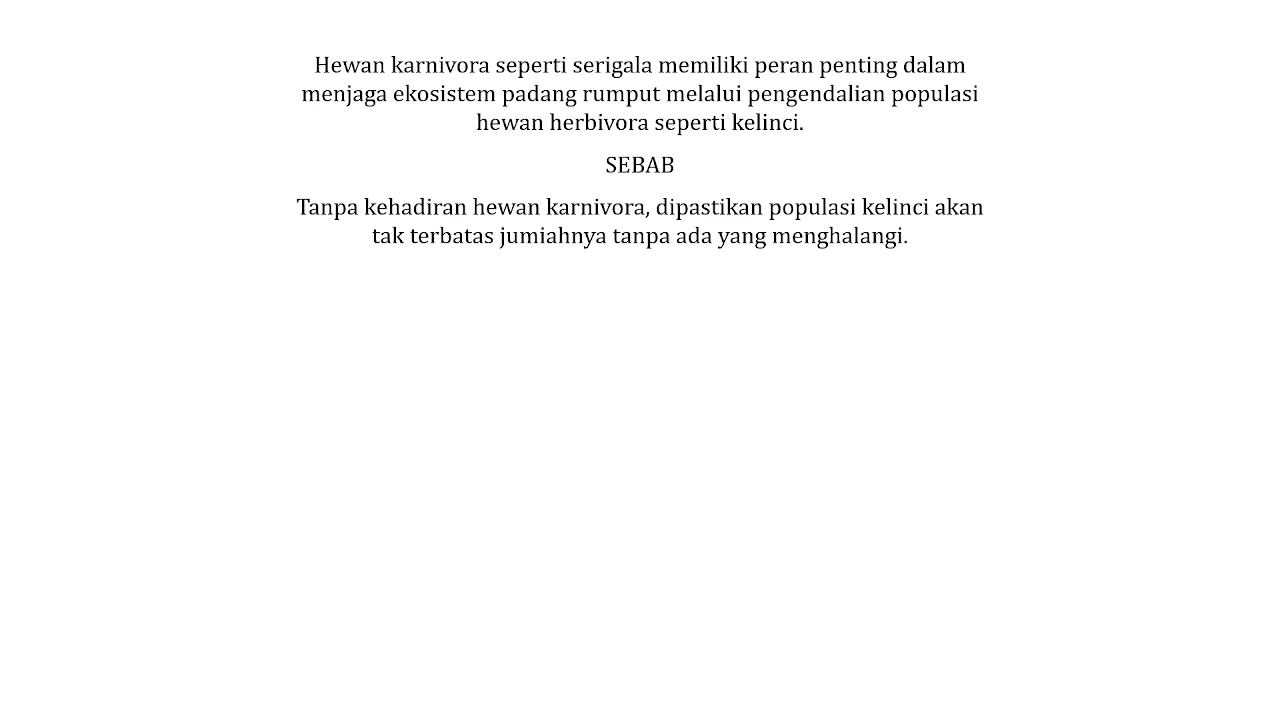 Hewan karnivora seperti serigala memiliki peran penting dalam
menjaga ekosistem padang rumput melalui pengendalian populasi
hewan herbivora seperti kelinci.
SEBAB
Tanpa kehadiran hewan karnivora, dipastikan populasi kelinci akan
tak terbatas jumiahnya tanpa ada yang menghalangi.